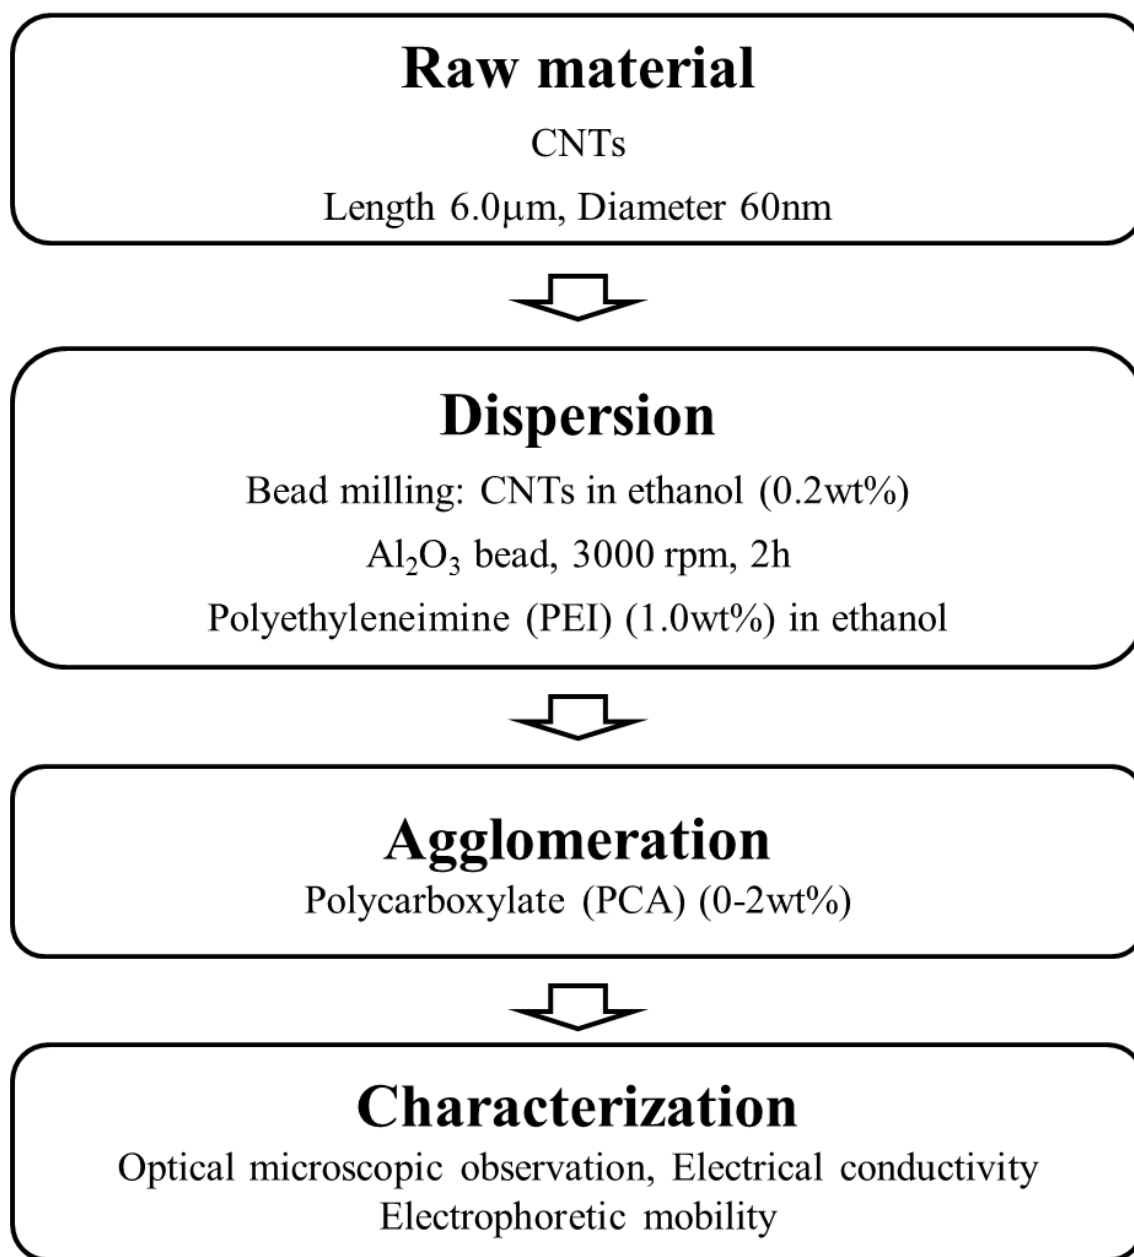 Raw material
CNTs
Length 6.0μm, Diameter 60nm
Dispersion
Bead milling: CNTs in ethanol (0.2wt%)
Al₂O₃ bead, 3000 rpm, 2h
Polyethyleneimine (PEI) (1.0wt%) in ethanol
Agglomeration
Polycarboxylate (PCA) (0-2wt%)
Characterization
Optical microscopic observation, Electrical conductivity
Electrophoretic mobility